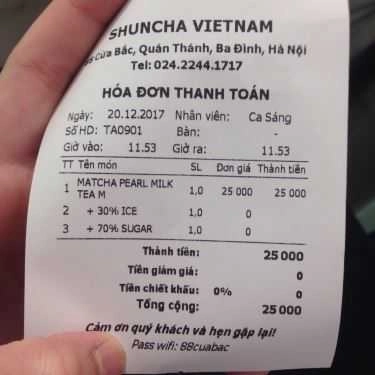 SHUNCHA VIETNAM
Cửa Bắc, Quán Thánh, Ba Đình, Hà Nội
Tel: 024.2244.1717
HÓA ĐƠN THANH TOÁN
Ngày: 20.12.2017 Nhân viên: Ca Sáng
Số HD: TA0901 Bàn: -
Giờ vào: 11.53 Giờ ra: 11.53
TT Tên món SL Đơn giá Thành tiền
1 MATCHA PEARL MILK TEA M 1,0 25 000 25 000
2 + 30% ICE 1,0 0
3 + 70% SUGAR 1,0 0
Thành tiền: 25 000
Tiền giảm giá: 0
Tiền chiết khấu: 0% 0
Tổng cộng: 25 000
Cảm ơn quý khách và hẹn gặp lại!
Pass wifi: 88cuabac